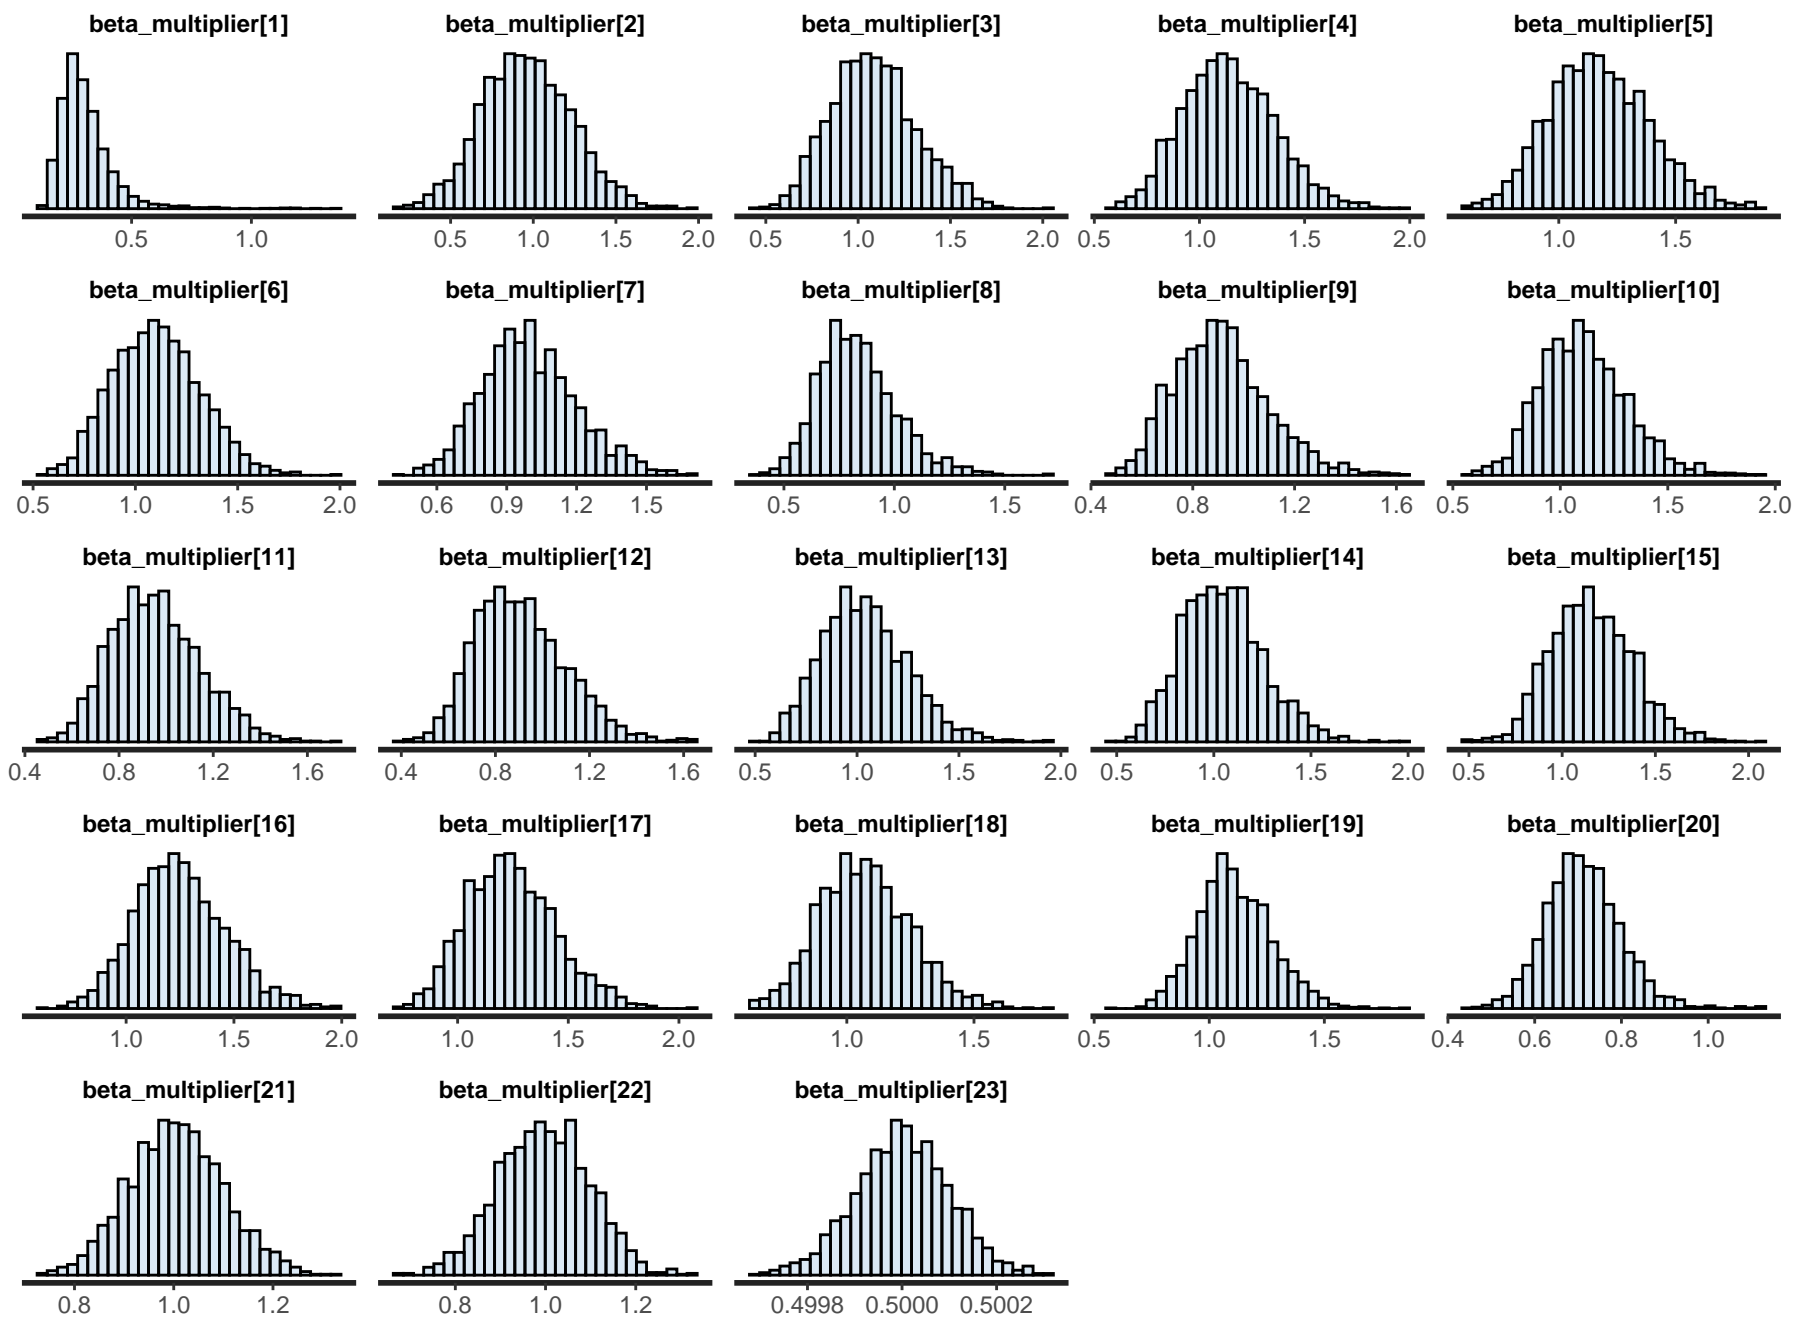 beta_multiplier[1] beta_multiplier[2] beta_multiplier[3] beta_multiplier[4] beta_multiplier[5]
0.5 1.0 0.5 1.0 1.5 2.0 0.5 1.0 1.5 2.0 0.5 1.0 1.5 2.0 1.0 1.5
beta_multiplier[6] beta_multiplier[7] beta_multiplier[8] beta_multiplier[9] beta_multiplier[10]
0.5 1.0 1.5 2.0 0.6 0.9 1.2 1.5 0.5 1.0 1.5 0.4 0.8 1.2 1.6 0.5 1.0 1.5 2.0
beta_multiplier[11] beta_multiplier[12] beta_multiplier[13] beta_multiplier[14] beta_multiplier[15]
0.4 0.8 1.2 1.6 0.4 0.8 1.2 1.6 0.5 1.0 1.5 2.0 0.5 1.0 1.5 2.0 0.5 1.0 1.5 2.0
beta_multiplier[16] beta_multiplier[17] beta_multiplier[18] beta_multiplier[19] beta_multiplier[20]
1.0 1.5 2.0 1.0 1.5 2.0 1.0 1.5 0.5 1.0 1.5 0.4 0.6 0.8 1.0
beta_multiplier[21] beta_multiplier[22] beta_multiplier[23]
0.8 1.0 1.2 0.8 1.0 1.2 0.4998 0.5000 0.5002